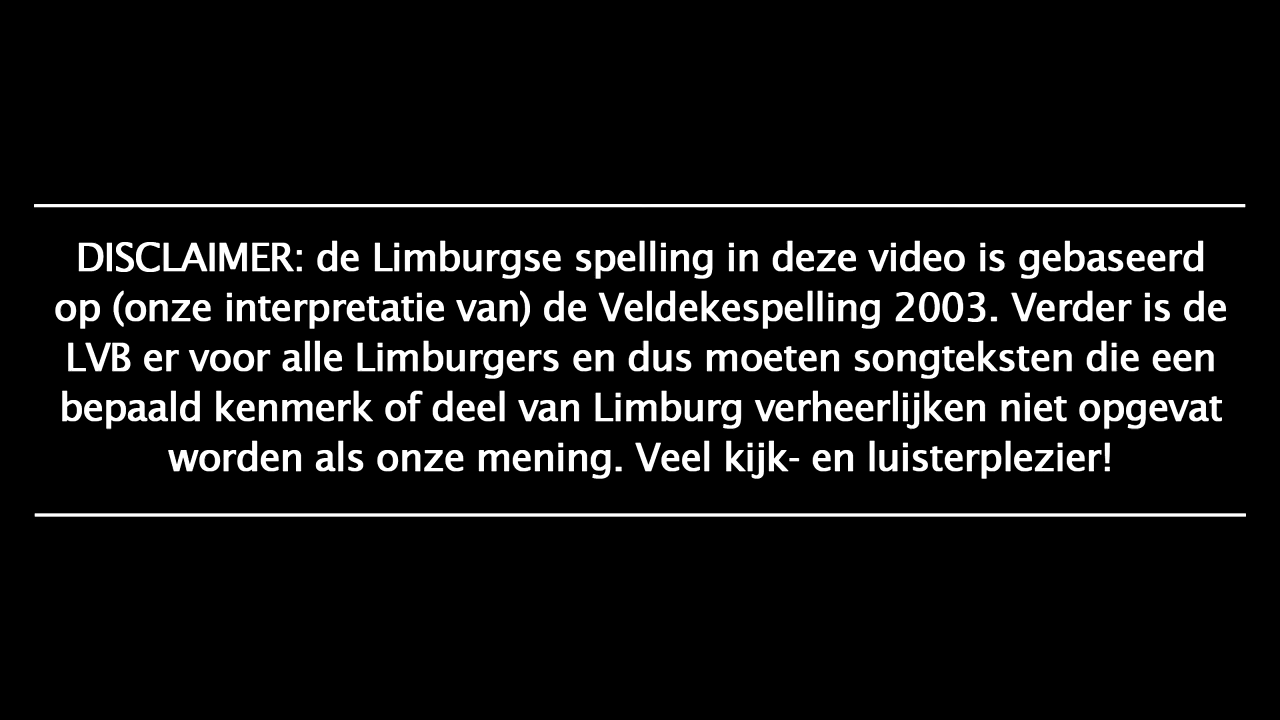 DISCLAIMER: de Limburgse spelling in deze video is gebaseerd
op (onze interpretatie van) de Veldekespelling 2003. Verder is de
LVB er voor alle Limburgers en dus moeten songteksten die een
bepaald kenmerk of deel van Limburg verheerlijken niet opgevat
worden als onze mening. Veel kijk- en luisterplezier!